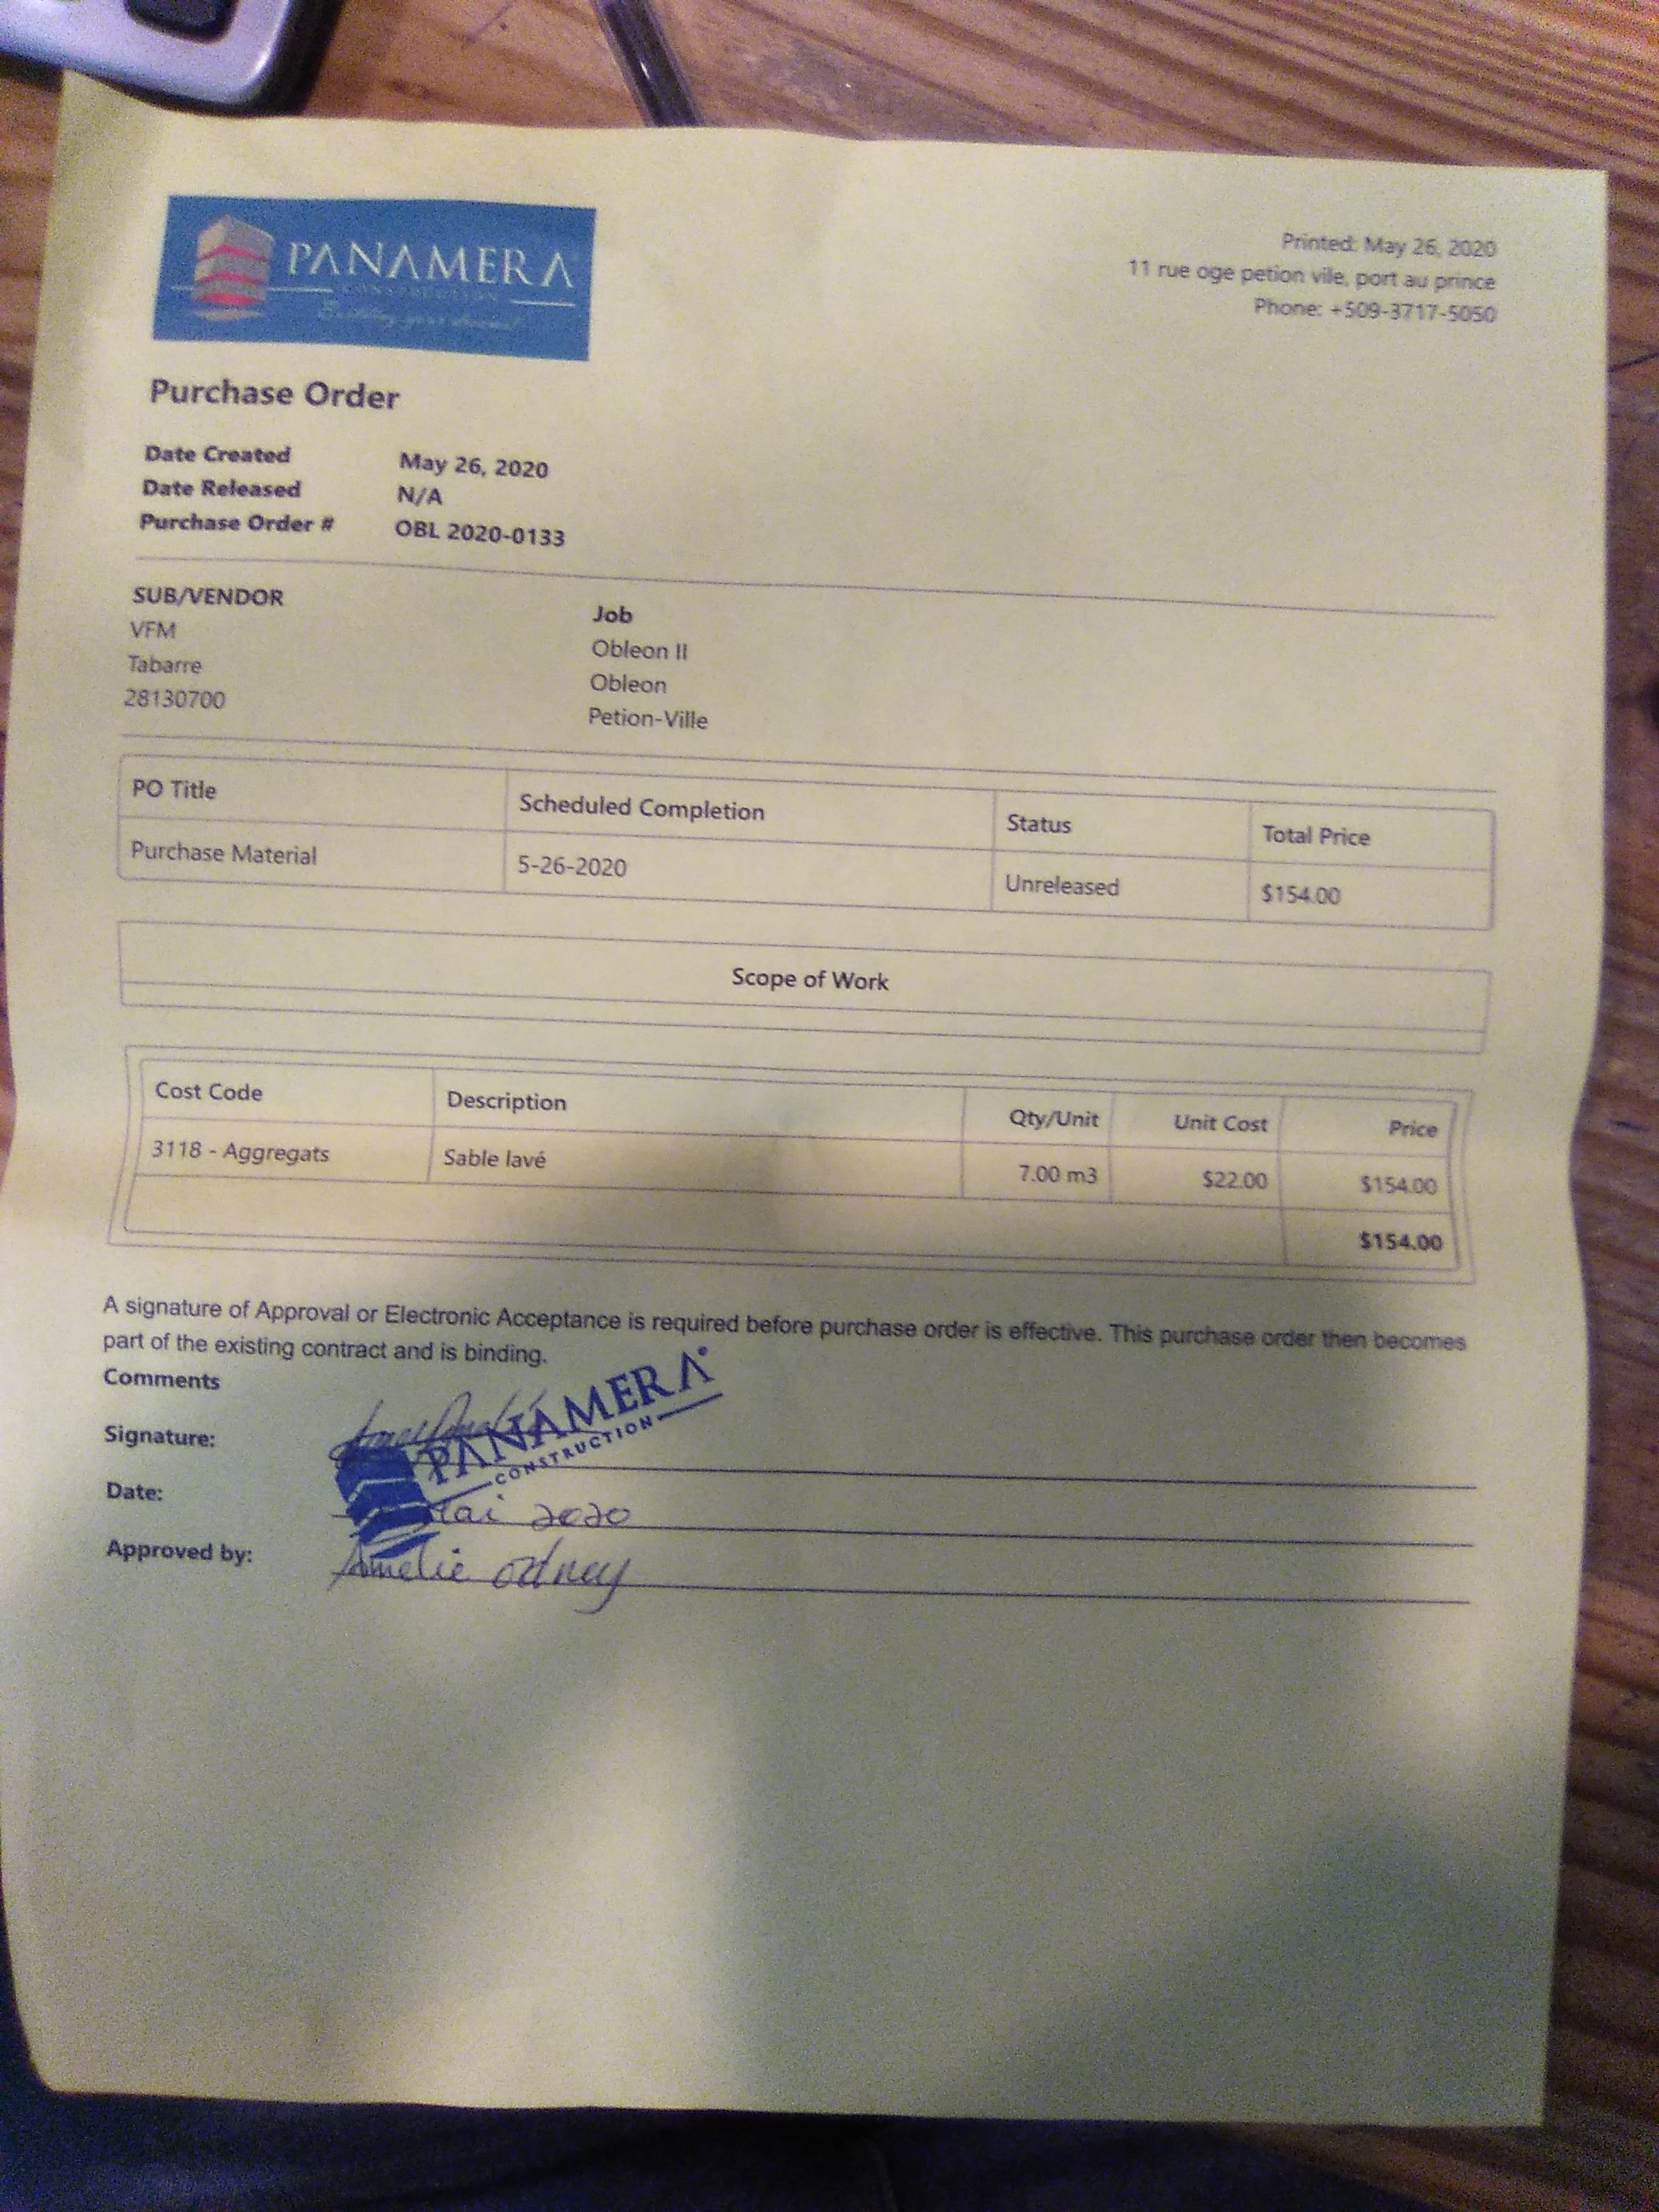 PANAMERA
CONSTRUCTION
Building your dreams!
Printed: May 26, 2020
11 rue oge petion ville, port au prince
Phone: +509-3717-5050
Purchase Order
Date Created May 26, 2020
Date Released N/A
Purchase Order # OBL 2020-0133
SUB/VENDOR Job
VFM Obleon II
Tabarre Obleon
28130700 Petion-Ville
PO Title Scheduled Completion Status Total Price
Purchase Material 5-26-2020 Unreleased $154.00
Scope of Work
Cost Code Description Qty/Unit Unit Cost Price
3118 - Aggregats Sable lavé 7.00 m3 $22.00 $154.00
$154.00
A signature of Approval or Electronic Acceptance is required before purchase order is effective. This purchase order then becomes
part of the existing contract and is binding.
Comments
Signature:
PANAMERA
CONSTRUCTION
Date: 2020
Approved by: Amelie odney